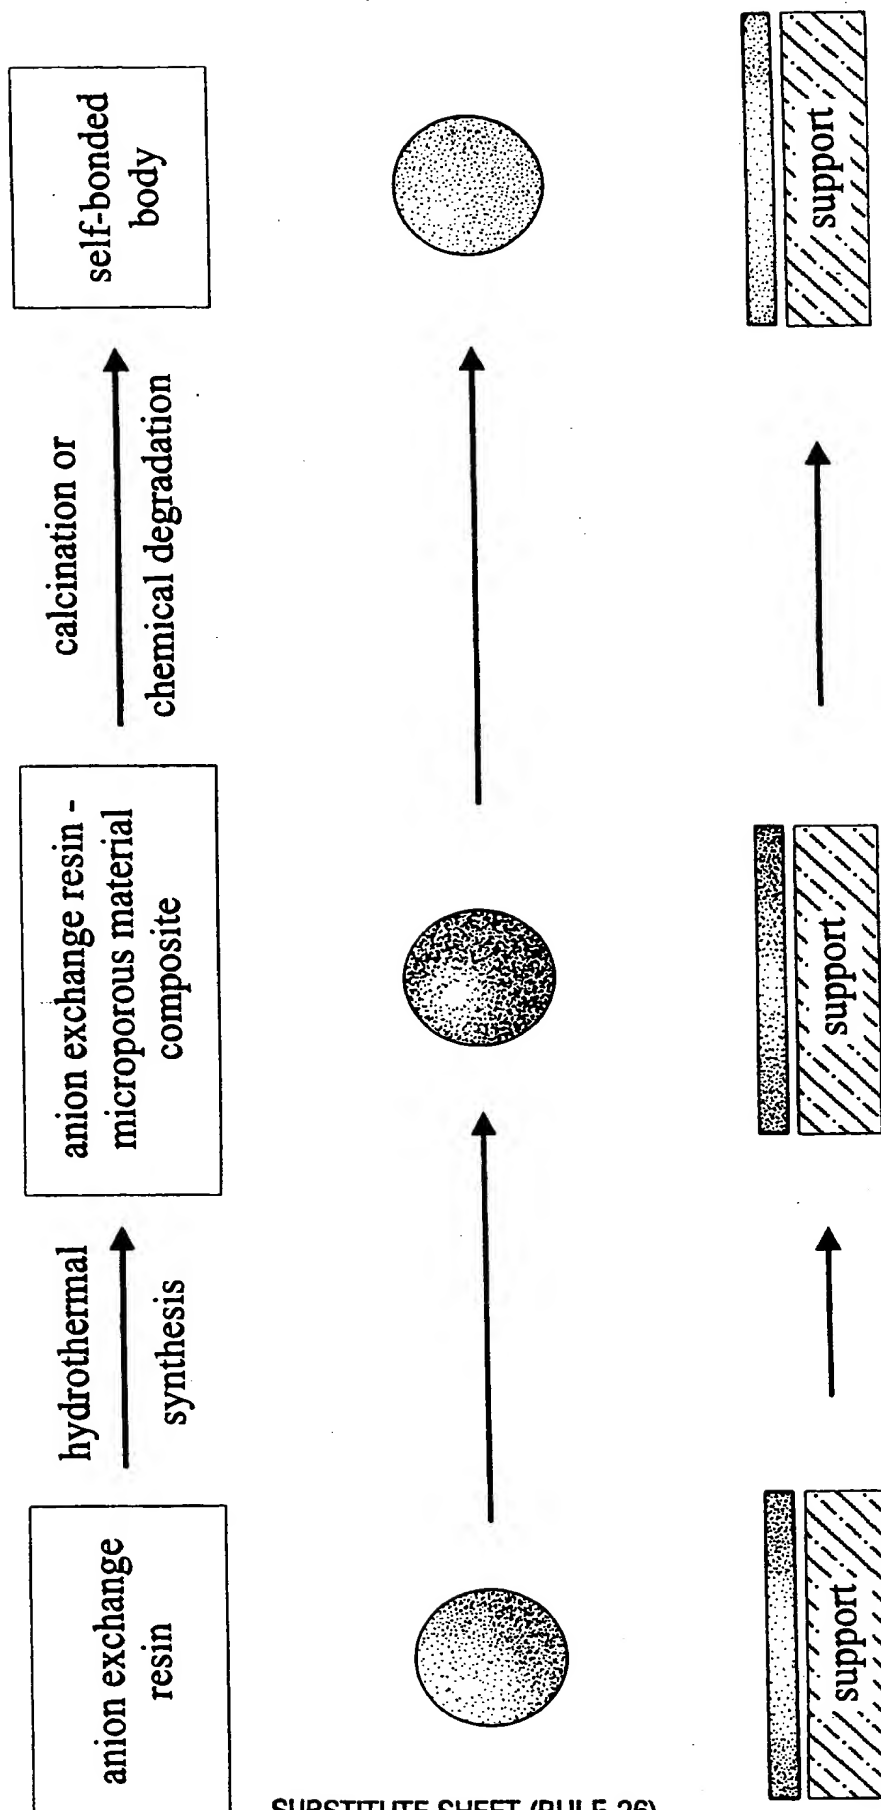 anion exchange
resin
hydrothermal
synthesis
anion exchange resin -
microporous material
composite
calcination or
chemical degradation
self-bonded
body
support
support
support
SUBSTITUTE SHEET (RULE 26)